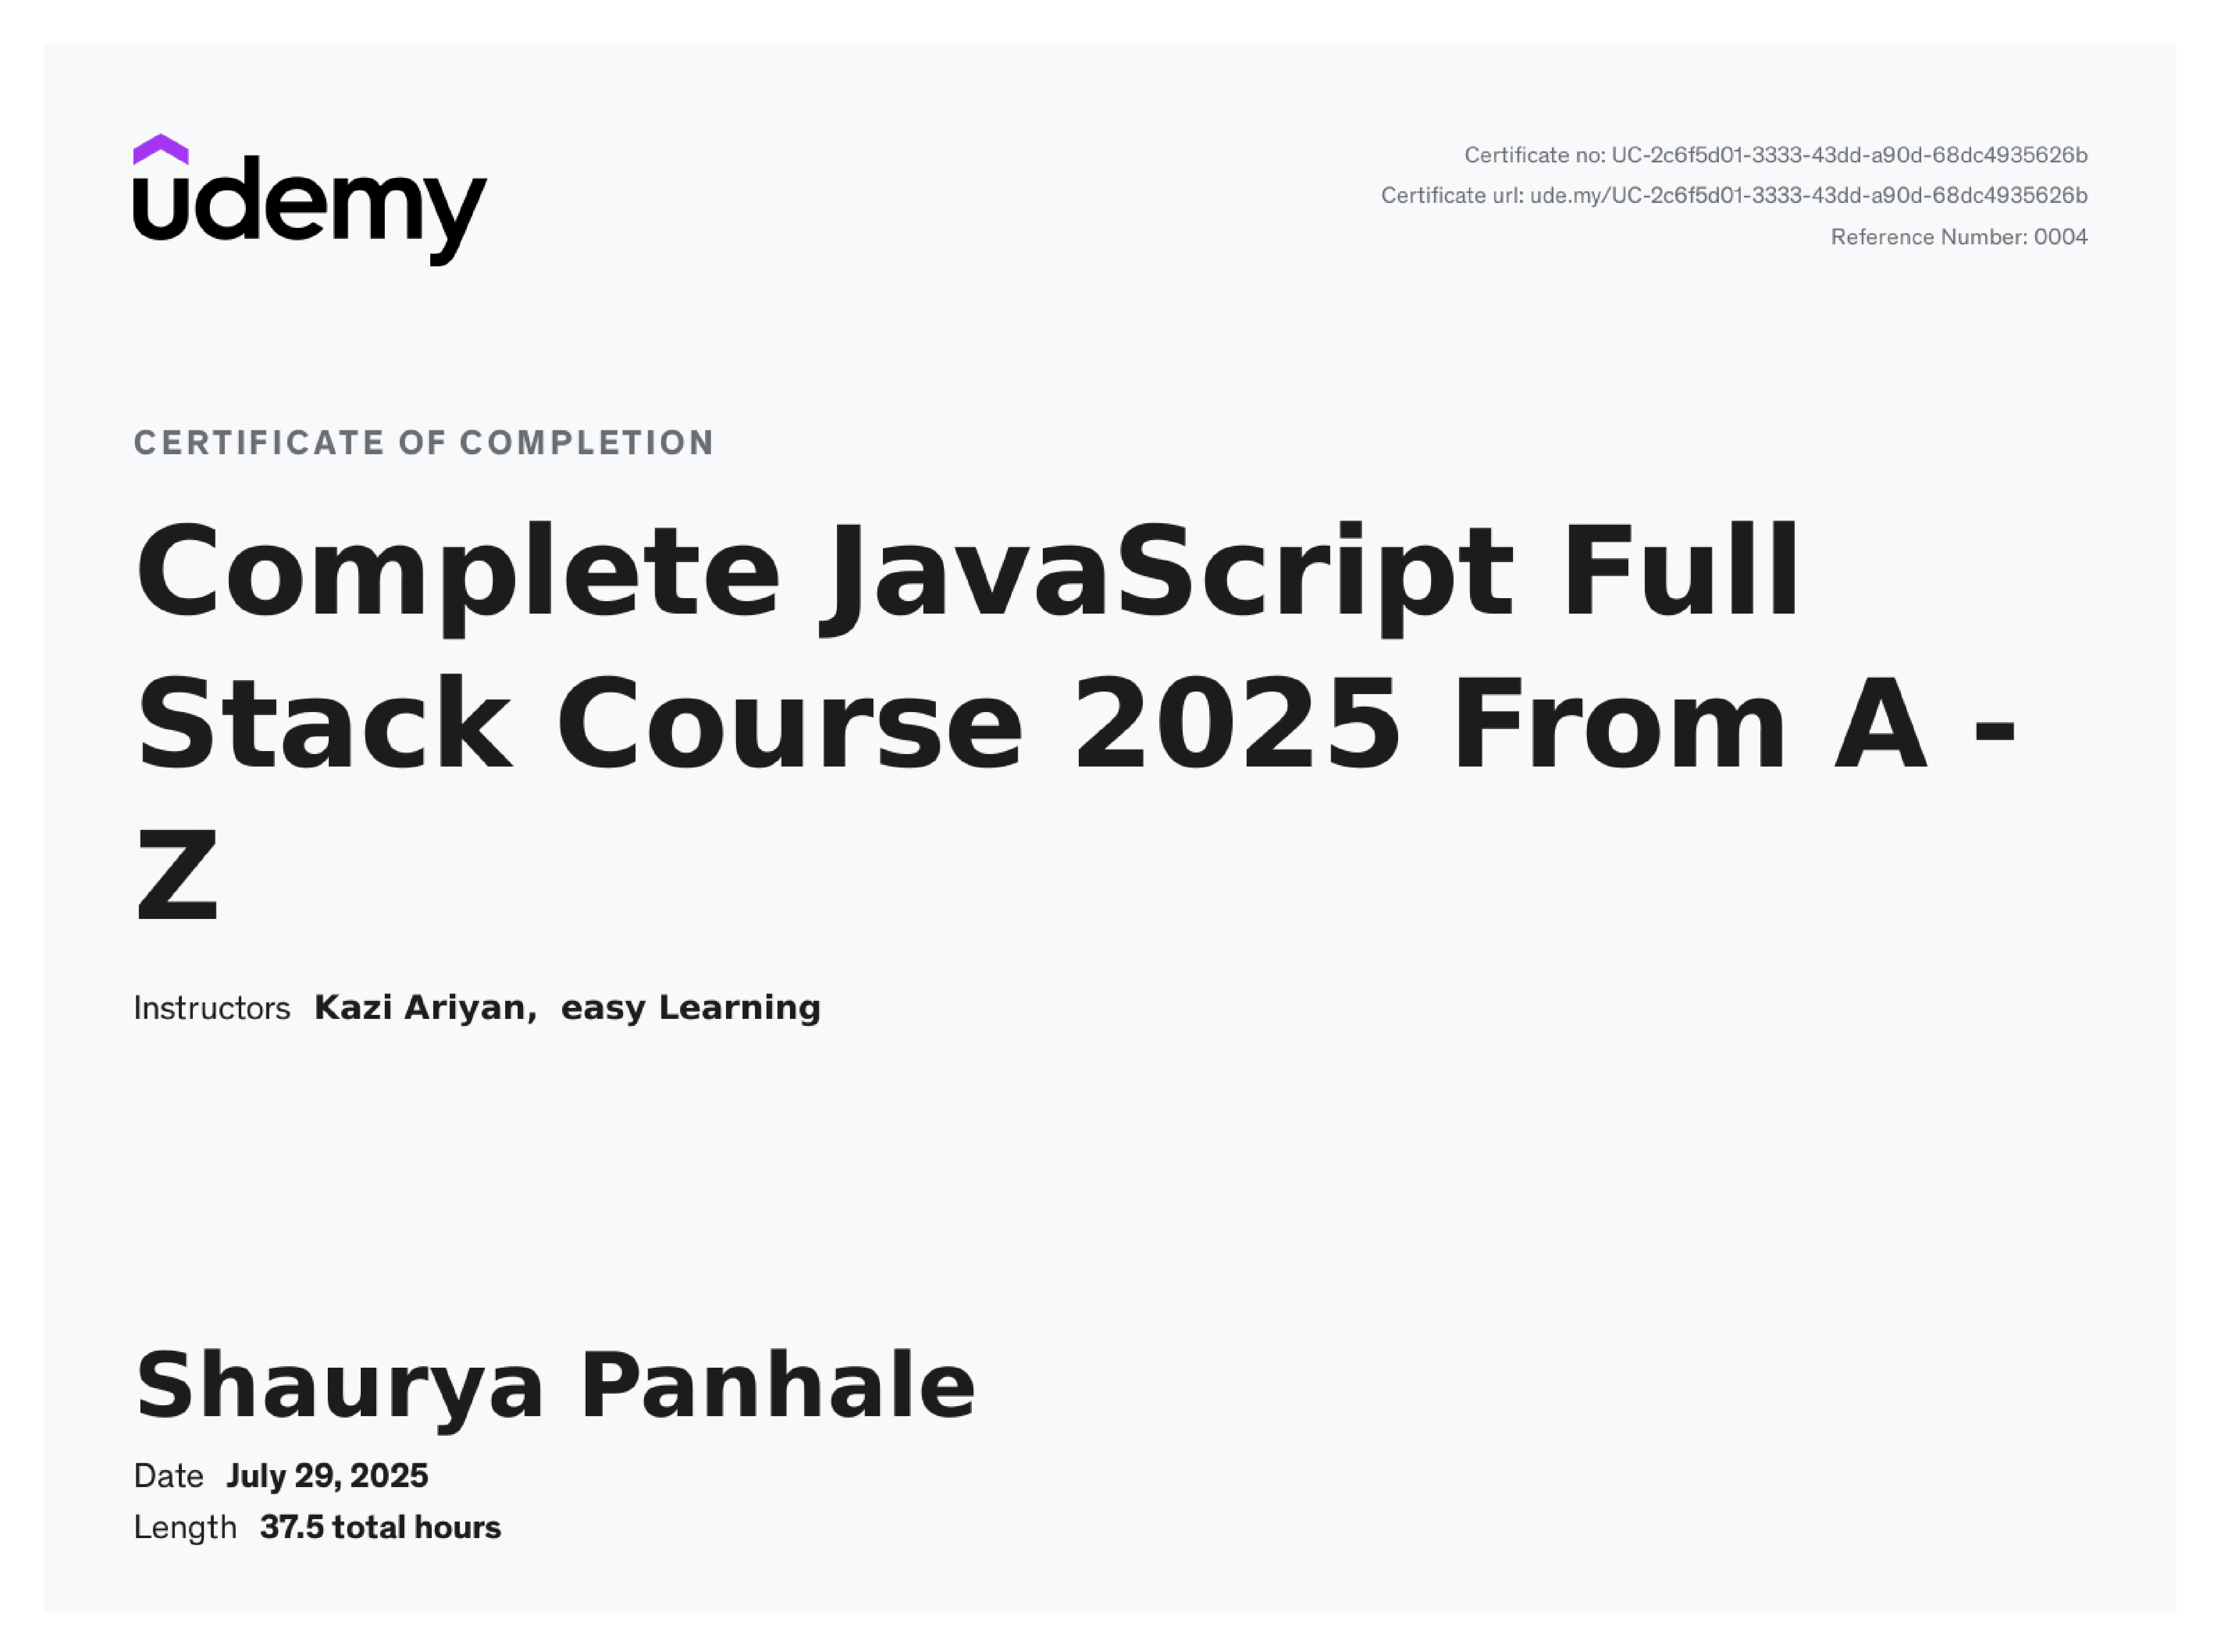 udemy
Certificate no: UC-2c6f5d01-3333-43dd-a90d-68dc4935626b
Certificate url: ude.my/UC-2c6f5d01-3333-43dd-a90d-68dc4935626b
Reference Number: 0004
CERTIFICATE OF COMPLETION
Complete JavaScript Full
Stack Course 2025 From A -
Z
Instructors Kazi Ariyan, easy Learning
Shaurya Panhale
Date July 29, 2025
Length 37.5 total hours